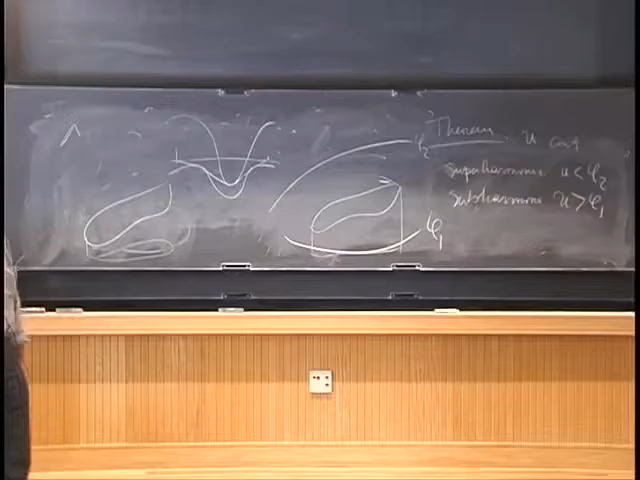 Theorem u cont
superharmonic u < φ₂
subharmonic u > φ₁
φ₂
φ₁